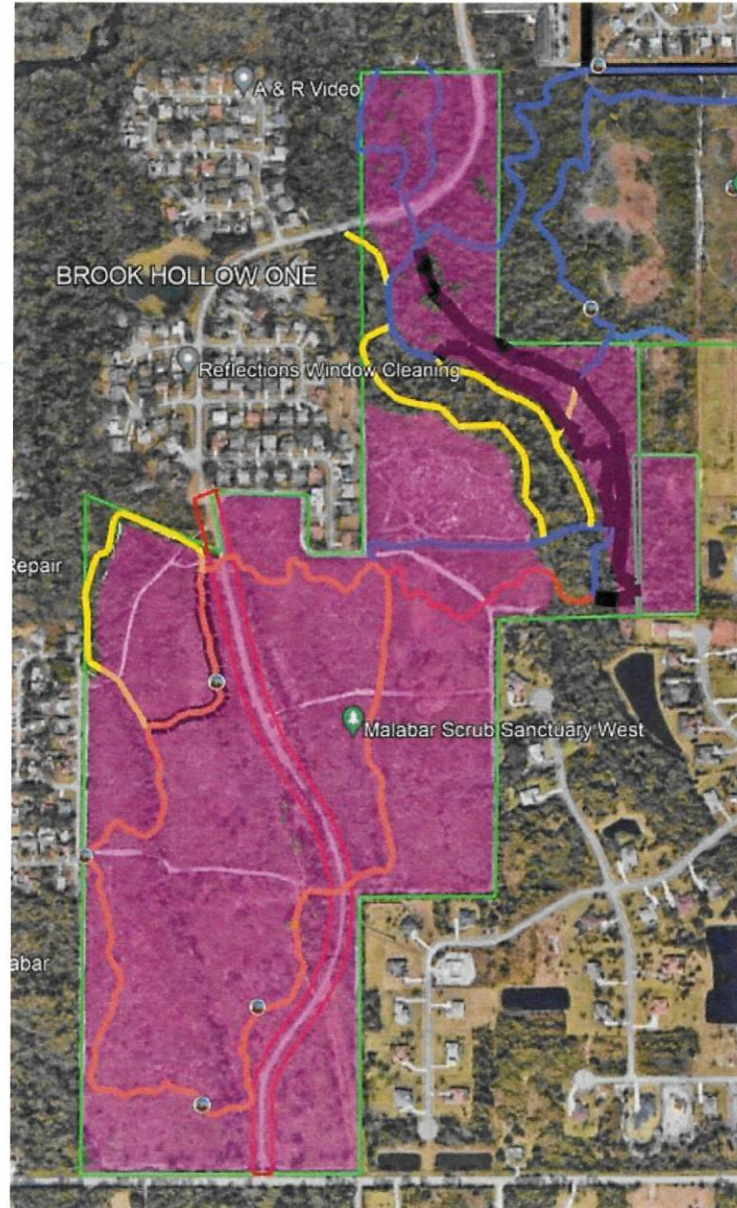 A & R Video
BROOK HOLLOW ONE
Reflections Window Cleaning
Repair
Malabar Scrub Sanctuary West
abar